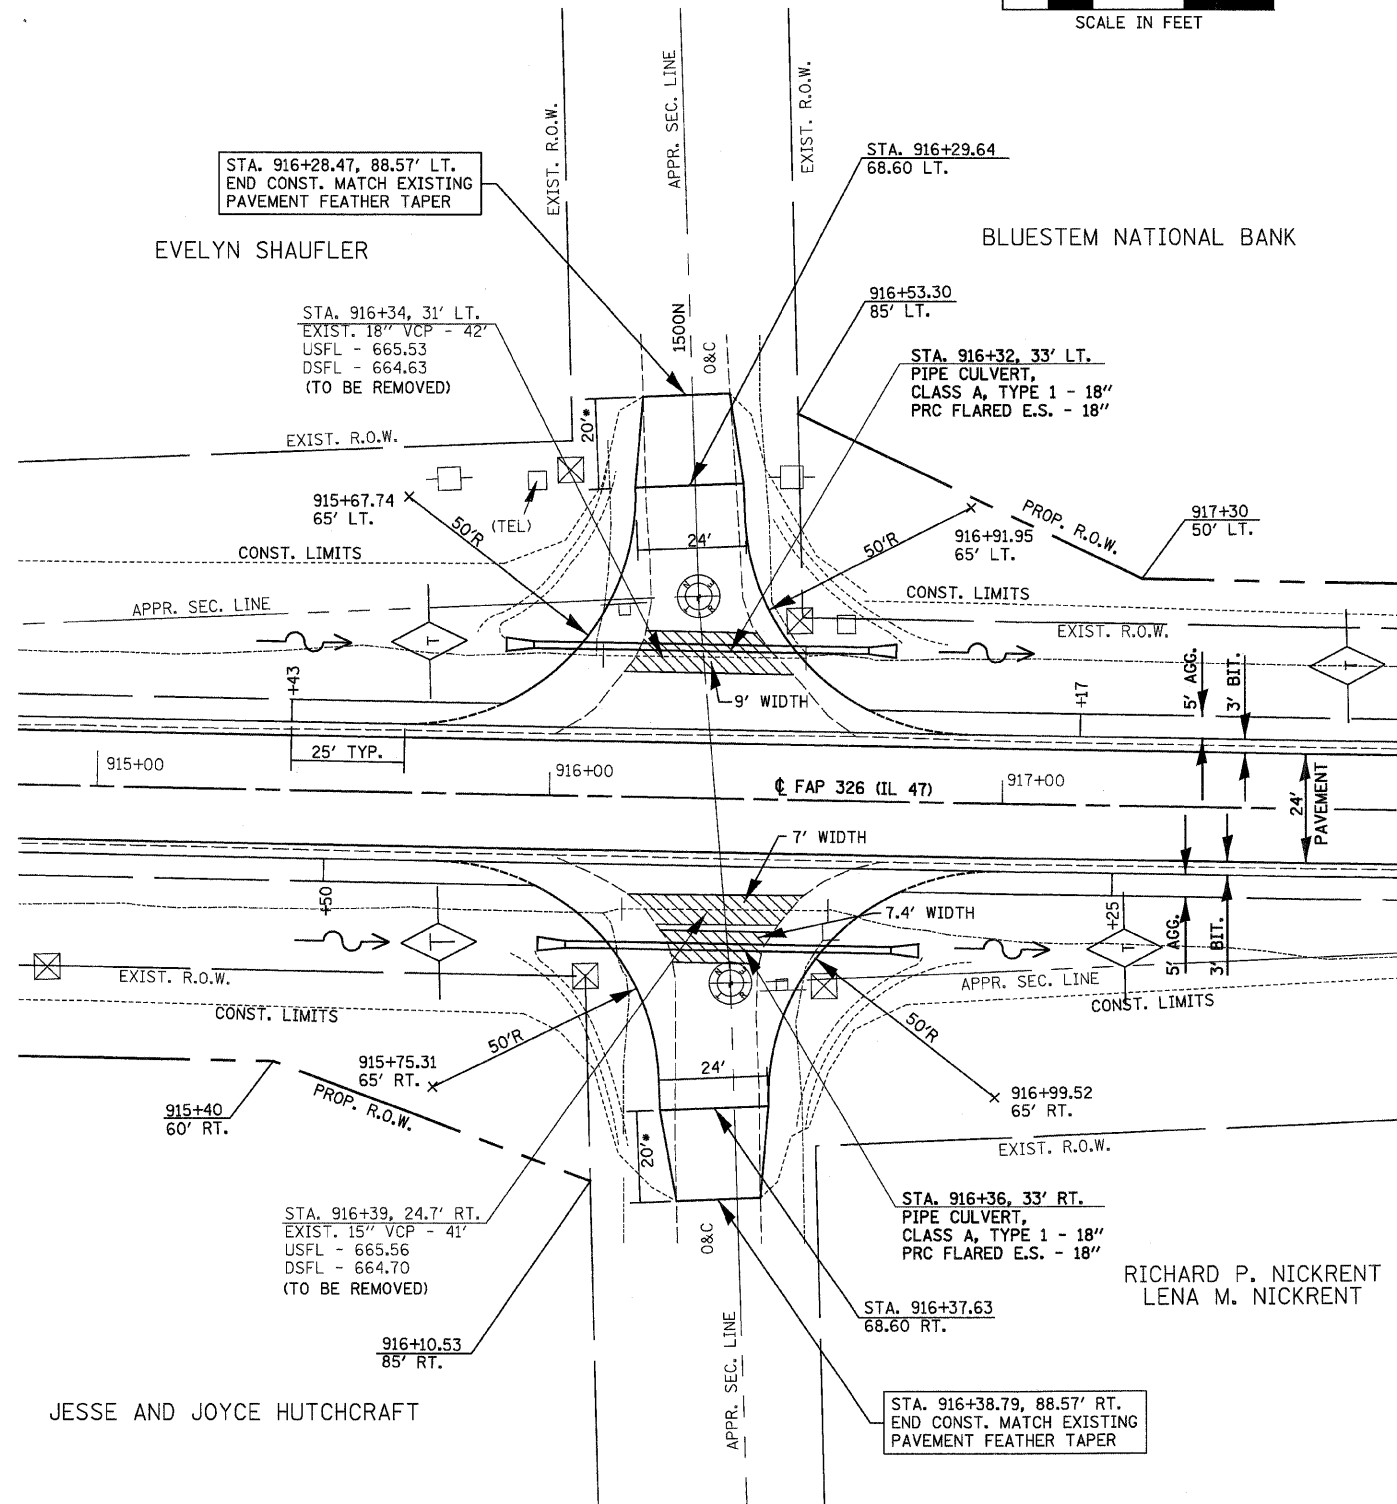 SCALE IN FEET
EXIST. R.O.W.
APPR. SEC. LINE
EXIST. R.O.W.
STA. 916+28.47, 88.57' LT.
END CONST. MATCH EXISTING
PAVEMENT FEATHER TAPER
STA. 916+29.64
68.60 LT.
EVELYN SHAUFLER
BLUESTEM NATIONAL BANK
916+53.30
85' LT.
STA. 916+34, 31' LT.
EXIST. 18" VCP - 42'
USFL - 665.53
DSFL - 664.63
(TO BE REMOVED)
1500N
O&C
STA. 916+32, 33' LT.
PIPE CULVERT,
CLASS A, TYPE 1 - 18"
PRC FLARED E.S. - 18"
20'*
EXIST. R.O.W.
915+67.74
65' LT.
50'R
(TEL)
24'
50'R
916+91.95
65' LT.
PROP. R.O.W.
917+30
50' LT.
CONST. LIMITS
CONST. LIMITS
APPR. SEC. LINE
EXIST. R.O.W.
T
T
+43
9' WIDTH
+17
5' AGG.
3' BIT.
25' TYP.
915+00
916+00
℄ FAP 326 (IL 47)
917+00
24'
PAVEMENT
7' WIDTH
+50
7.4' WIDTH
+25
T
T
5' AGG.
3' BIT.
EXIST. R.O.W.
APPR. SEC. LINE
CONST. LIMITS
CONST. LIMITS
50'R
50'R
915+75.31
65' RT.
24'
916+99.52
65' RT.
PROP. R.O.W.
915+40
60' RT.
20'*
EXIST. R.O.W.
STA. 916+39, 24.7' RT.
EXIST. 15" VCP - 41'
USFL - 665.56
DSFL - 664.70
(TO BE REMOVED)
O&C
STA. 916+36, 33' RT.
PIPE CULVERT,
CLASS A, TYPE 1 - 18"
PRC FLARED E.S. - 18"
RICHARD P. NICKRENT
LENA M. NICKRENT
STA. 916+37.63
68.60 RT.
916+10.53
85' RT.
APPR. SEC. LINE
JESSE AND JOYCE HUTCHCRAFT
STA. 916+38.79, 88.57' RT.
END CONST. MATCH EXISTING
PAVEMENT FEATHER TAPER